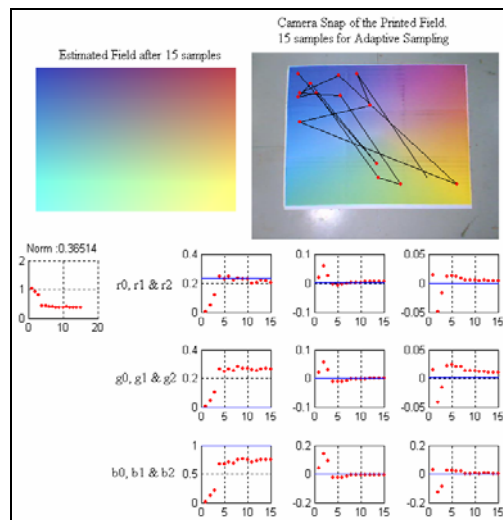 Camera Snap of the Printed Field.
15 samples for Adaptive Sampling
Estimated Field after 15 samples
Norm :0.36514
2
1
0
0 10 20
r0, r1 & r2
0.4
0.2
0
0 5 10 15
0.1
0
-0.1
0 5 10 15
0.05
0
-0.05
0 5 10 15
g0, g1 & g2
0.4
0.2
0
0 5 10 15
0.1
0
-0.1
0 5 10 15
0.05
0
-0.05
0 5 10 15
b0, b1 & b2
1
0.5
0
0 5 10 15
0.2
0
-0.2
0 5 10 15
0.2
0
-0.2
0 5 10 15